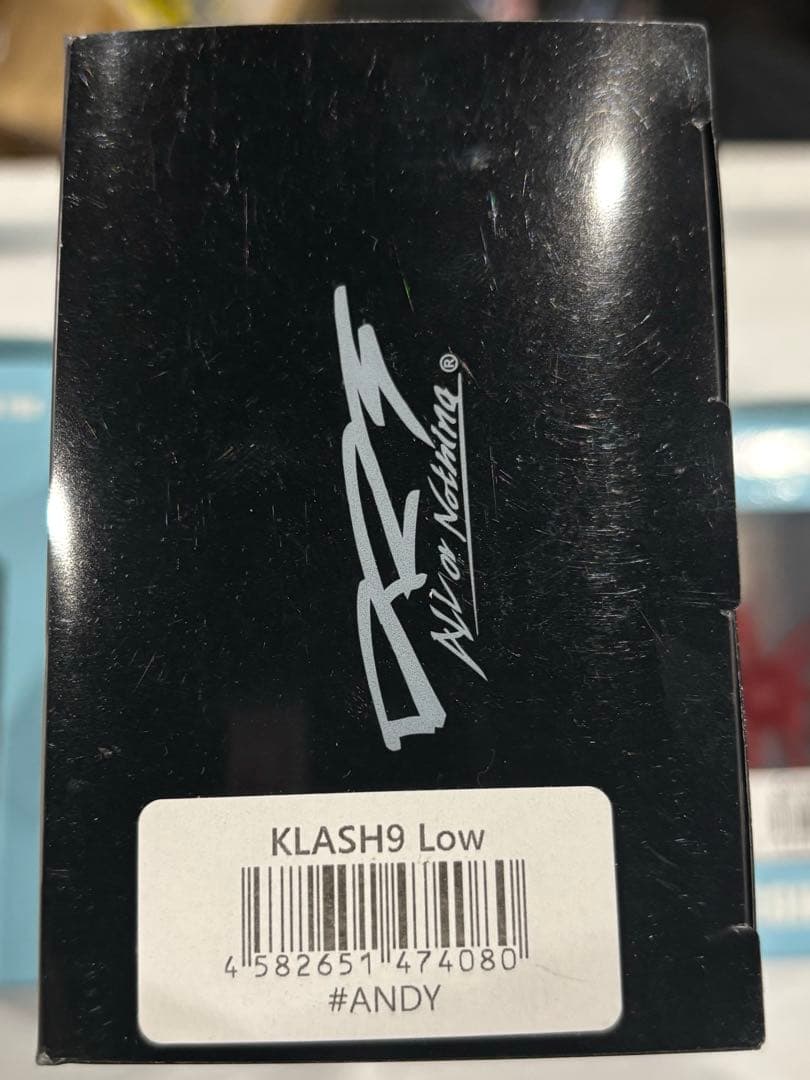 All or Nothing®
KLASH9 Low
4 582651 474080
#ANDY